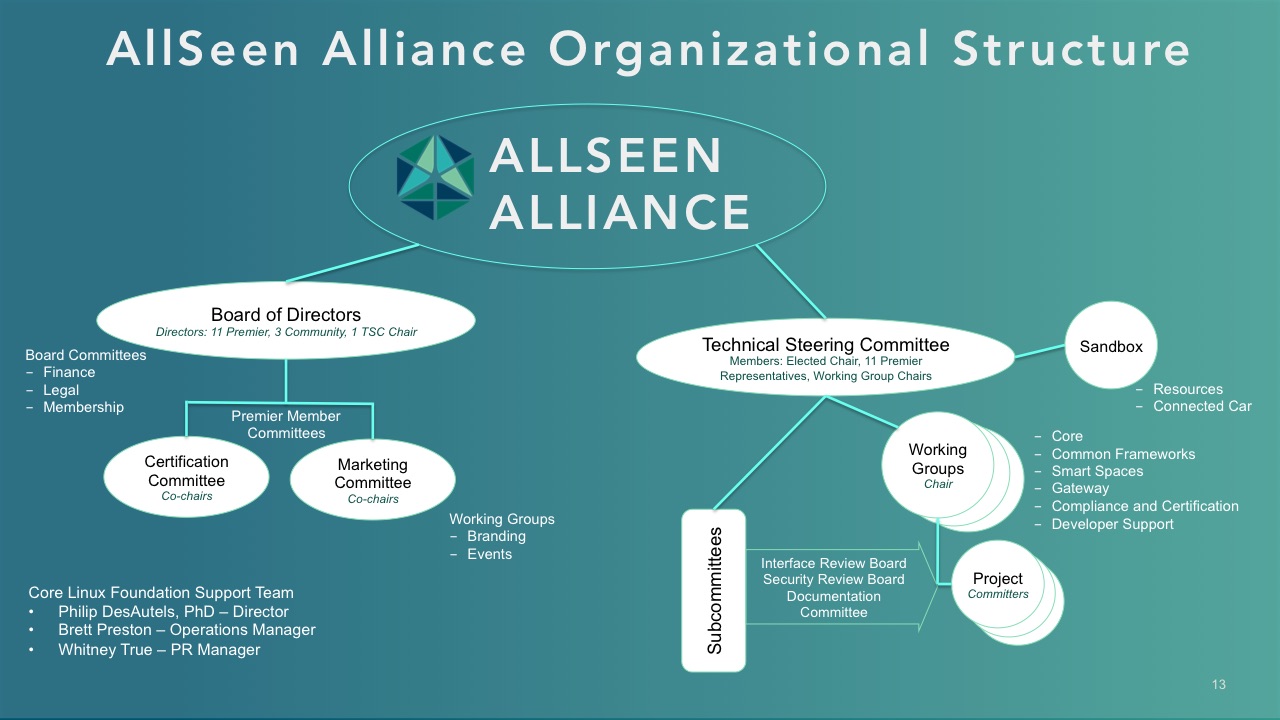 AllSeen Alliance Organizational Structure
ALLSEEN
ALLIANCE
Board of Directors
Directors: 11 Premier, 3 Community, 1 TSC Chair
Board Committees
– Finance
– Legal
– Membership
Premier Member
Committees
Certification
Committee
Co-chairs
Marketing
Committee
Co-chairs
Working Groups
– Branding
– Events
Core Linux Foundation Support Team
• Philip DesAutels, PhD – Director
• Brett Preston – Operations Manager
• Whitney True – PR Manager
Technical Steering Committee
Members: Elected Chair, 11 Premier
Representatives, Working Group Chairs
Sandbox
– Resources
– Connected Car
Working
Groups
Chair
– Core
– Common Frameworks
– Smart Spaces
– Gateway
– Compliance and Certification
– Developer Support
Subcommittees
Interface Review Board
Security Review Board
Documentation
Committee
Project
Committers
13